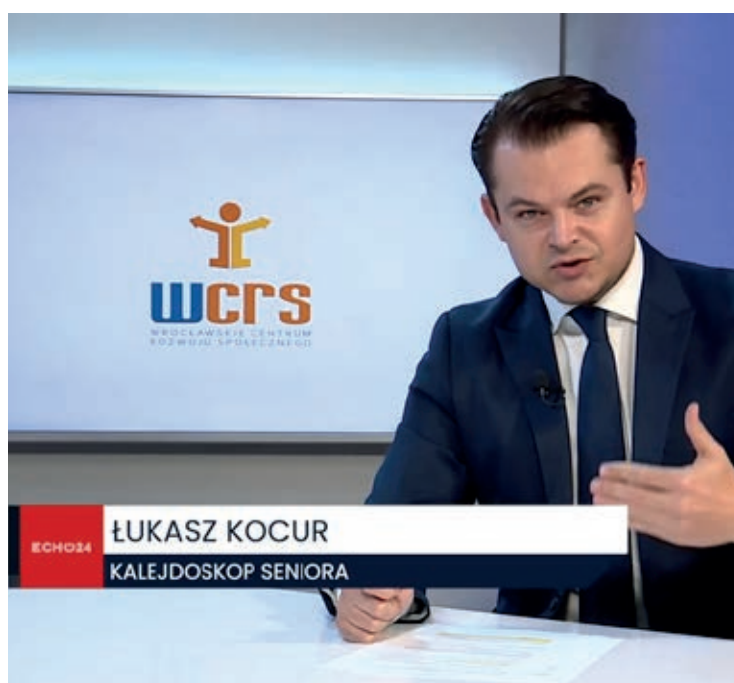 wcrs
WROCŁAWSKIE CENTRUM
ROZWOJU SPOŁECZNEGO
ECHO24
ŁUKASZ KOCUR
KALEJDOSKOP SENIORA